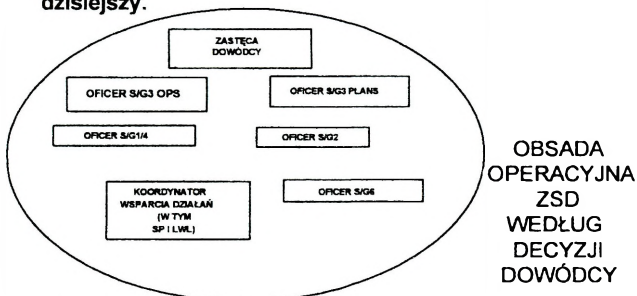 dzisiejszy.
ZASTĘCA
DOWÓDCY
OFICER S/G3 OPS
OFICER S/G3 PLANS
OFICER S/G1/4
OFICER S/G2
KOORDYNATOR
WSPARCIA DZIAŁAŃ
(W TYM
SP I LWL)
OFICER S/G6
OBSADA
OPERACYJNA
ZSD
WEDŁUG
DECYZJI
DOWÓDCY